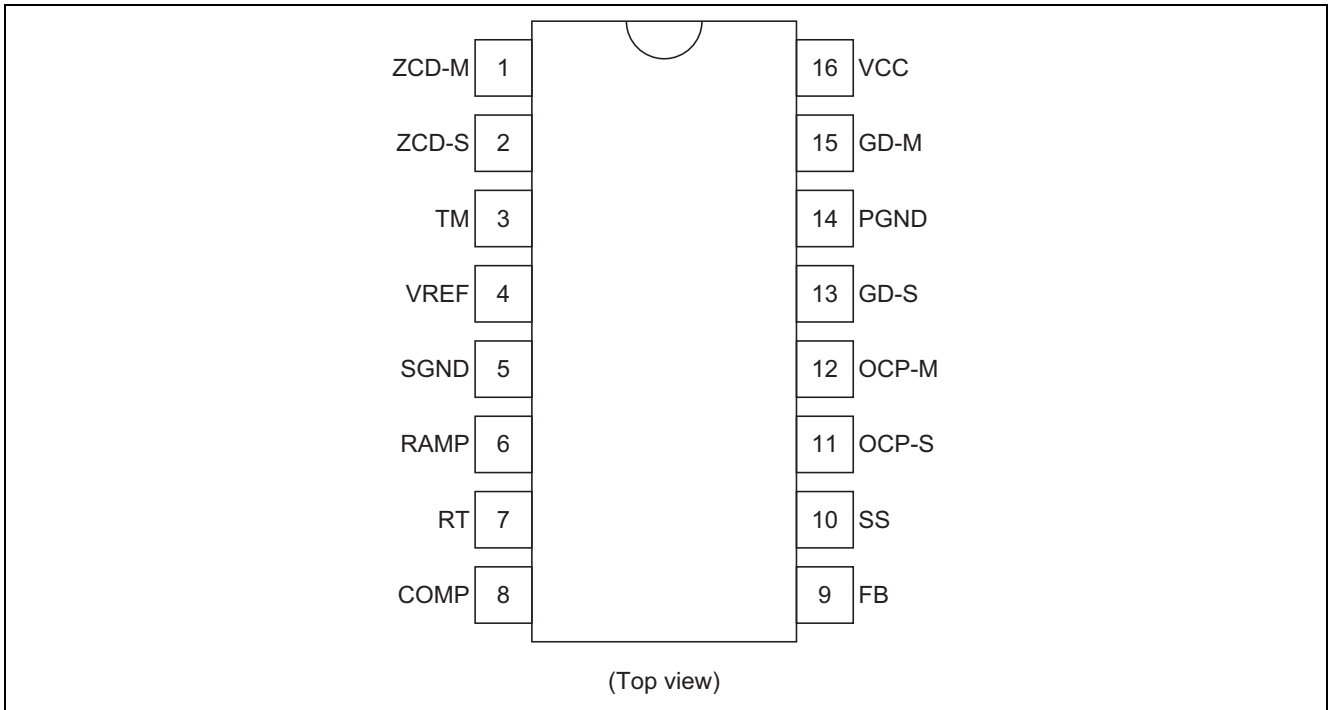 ZCD-M 1 16 VCC
ZCD-S 2 15 GD-M
TM 3 14 PGND
VREF 4 13 GD-S
SGND 5 12 OCP-M
RAMP 6 11 OCP-S
RT 7 10 SS
COMP 8 9 FB
(Top view)